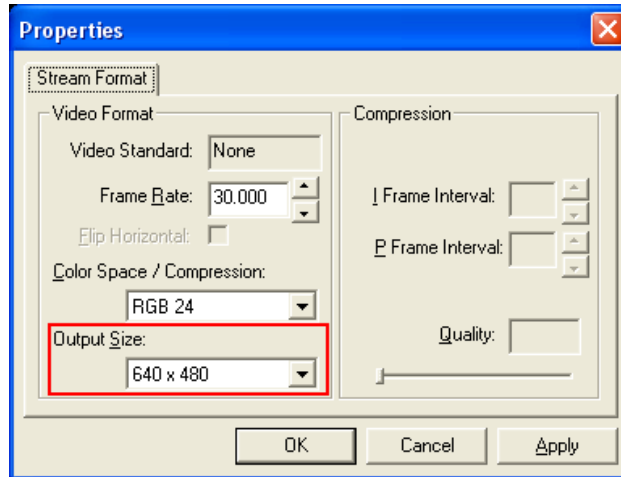 Properties
Stream Format
Video Format
Video Standard: None
Frame Rate: 30.000
Flip Horizontal:
Color Space / Compression:
RGB 24
Output Size:
640 x 480
Compression
I Frame Interval:
P Frame Interval:
Quality:
OK Cancel Apply